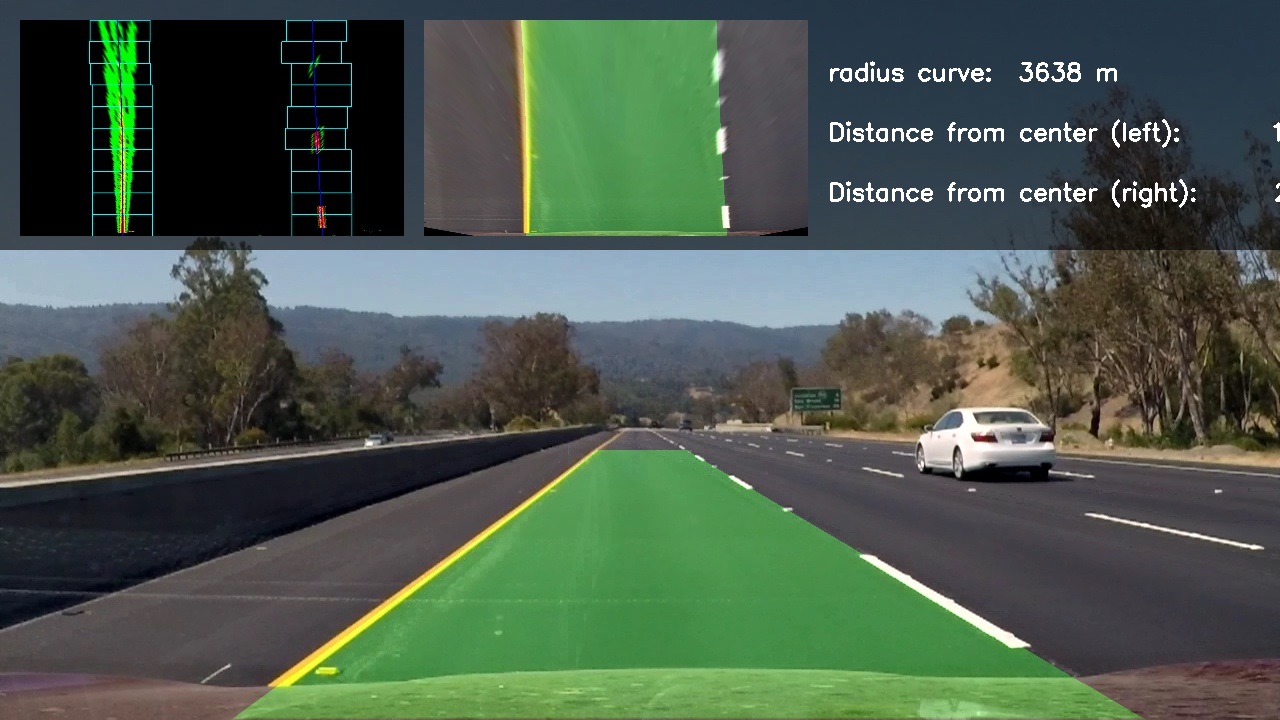 radius curve: 3638 m
Distance from center (left):
Distance from center (right):